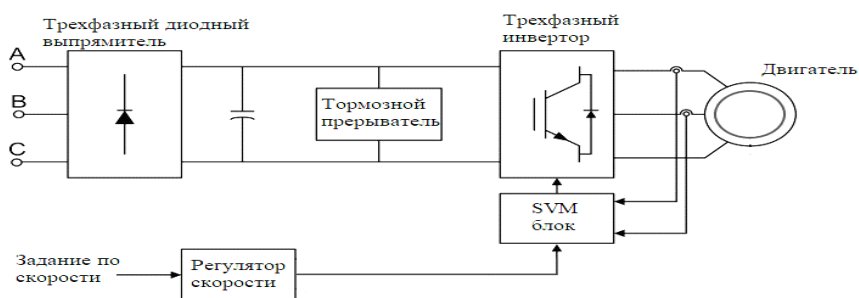 Трехфазный диодный
выпрямитель
Трехфазный
инвертор
A
B
C
Тормозной
прерыватель
Двигатель
SVM
блок
Задание по
скорости
Регулятор
скорости